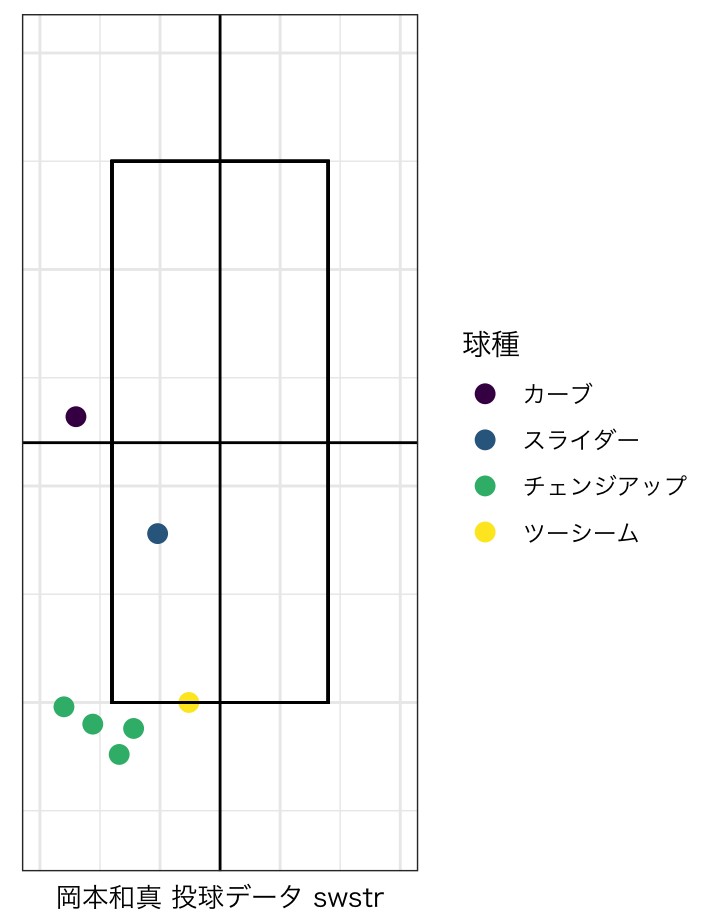 球種
カーブ
スライダー
チェンジアップ
ツーシーム
岡本和真 投球データ swstr